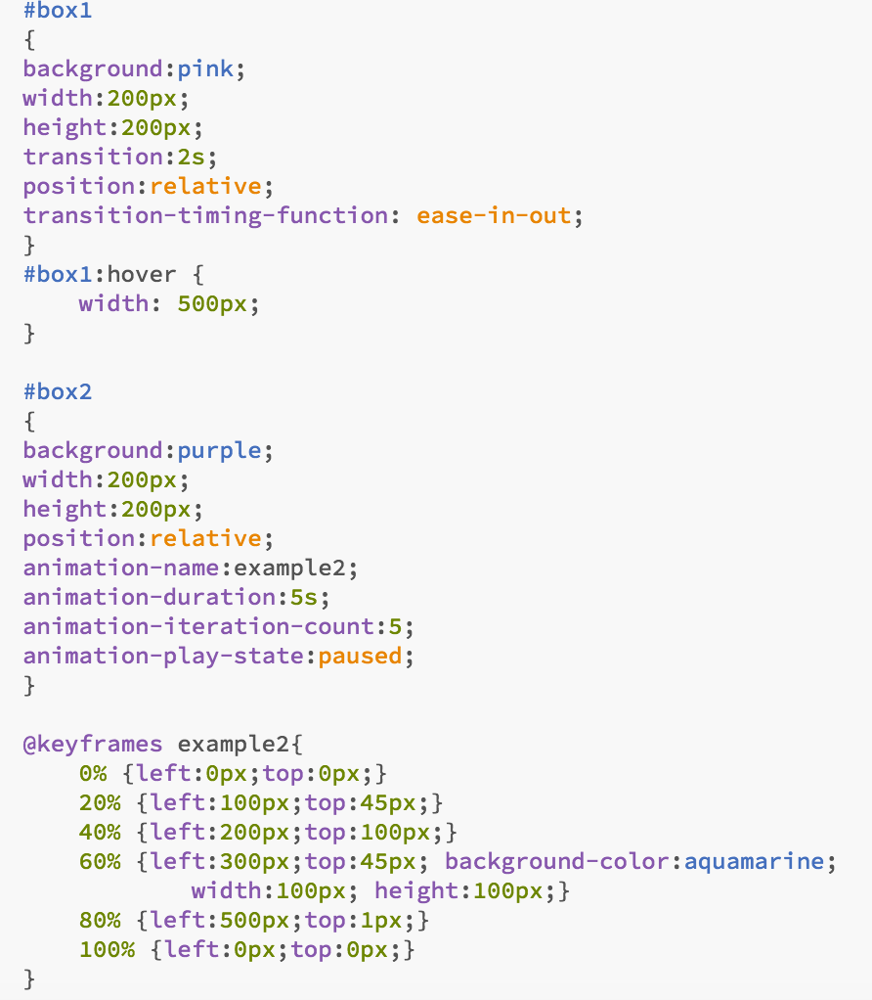 #box1
{
background:pink;
width:200px;
height:200px;
transition:2s;
position:relative;
transition-timing-function: ease-in-out;
}
#box1:hover {
    width: 500px;
}

#box2
{
background:purple;
width:200px;
height:200px;
position:relative;
animation-name:example2;
animation-duration:5s;
animation-iteration-count:5;
animation-play-state:paused;
}

@keyframes example2{
    0% {left:0px;top:0px;}
    20% {left:100px;top:45px;}
    40% {left:200px;top:100px;}
    60% {left:300px;top:45px; background-color:aquamarine;
            width:100px; height:100px;}
    80% {left:500px;top:1px;}
    100% {left:0px;top:0px;}
}